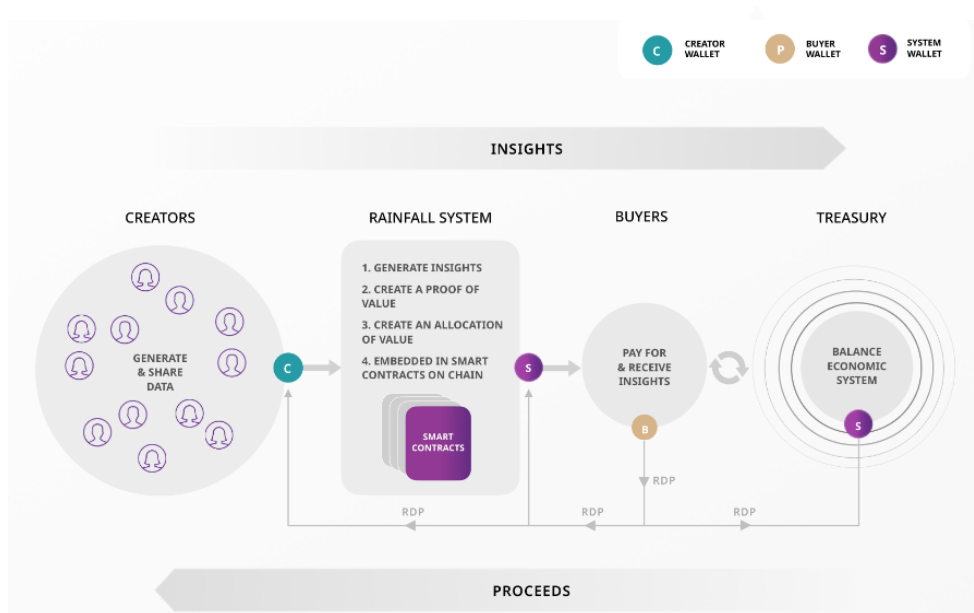 C
CREATOR
WALLET
P
BUYER
WALLET
S
SYSTEM
WALLET
INSIGHTS
CREATORS
RAINFALL SYSTEM
BUYERS
TREASURY
GENERATE
& SHARE
DATA
C
1. GENERATE INSIGHTS
2. CREATE A PROOF OF
VALUE
3. CREATE AN ALLOCATION
OF VALUE
4. EMBEDDED IN SMART
CONTRACTS ON CHAIN
SMART
CONTRACTS
S
PAY FOR
& RECEIVE
INSIGHTS
B
BALANCE
ECONOMIC
SYSTEM
S
RDP
RDP
RDP
RDP
PROCEEDS